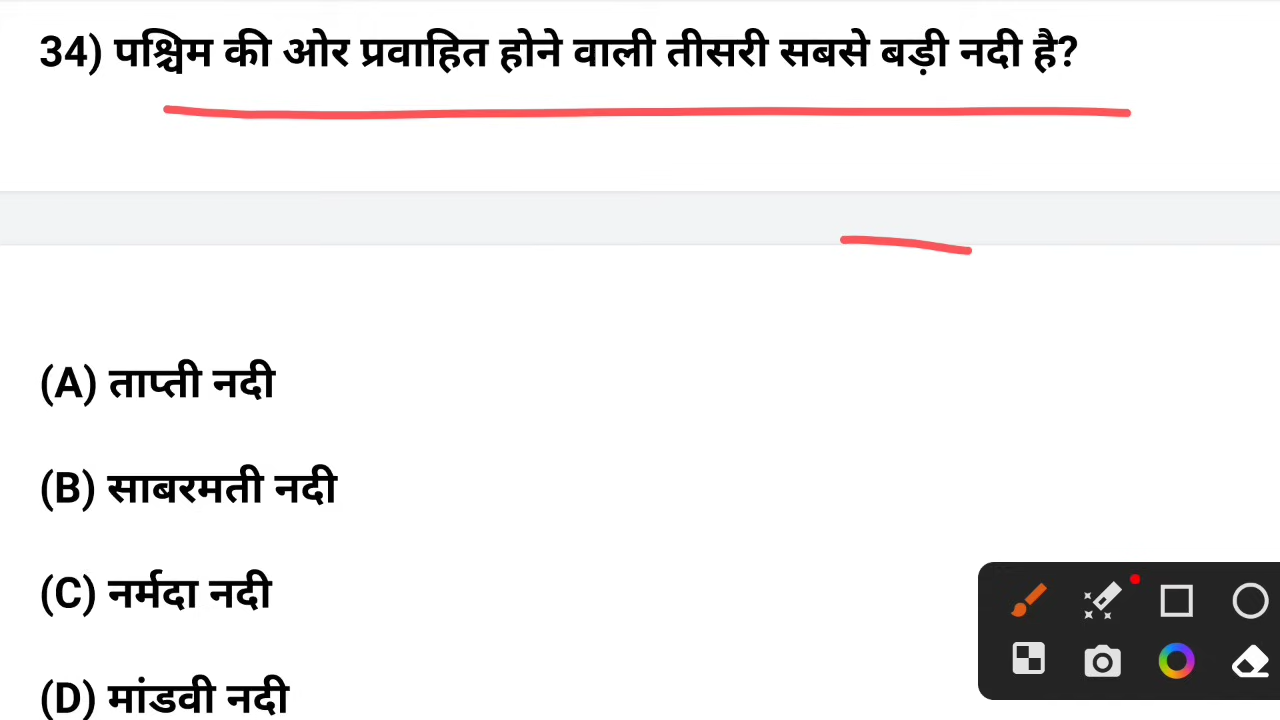 34) पश्चिम की ओर प्रवाहित होने वाली तीसरी सबसे बड़ी नदी है?
(A) ताप्ती नदी
(B) साबरमती नदी
(C) नर्मदा नदी
(D) मांडवी नदी